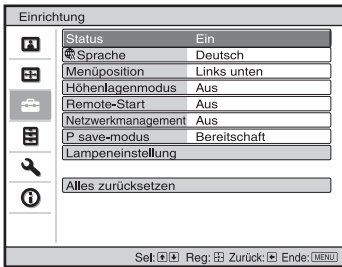 Einrichtung
Status Ein
Sprache Deutsch
Menüposition Links unten
Höhenlagenmodus Aus
Remote-Start Aus
Netzwerkmanagement Aus
P save-modus Bereitschaft
Lampeneinstellung
Alles zurücksetzen
Sel: Reg: Zurück: Ende: MENU